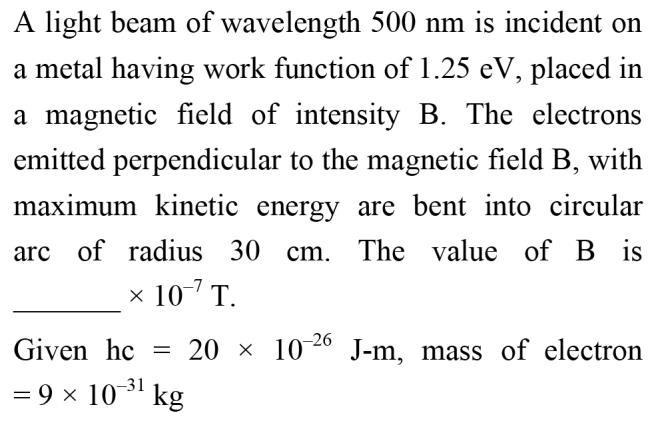 A light beam of wavelength 500 nm is incident on
a metal having work function of 1.25 eV, placed in
a magnetic field of intensity B. The electrons
emitted perpendicular to the magnetic field B, with
maximum kinetic energy are bent into circular
arc of radius 30 cm. The value of B is
________ × 10⁻⁷ T.
Given hc = 20 × 10⁻²⁶ J-m, mass of electron
= 9 × 10⁻³¹ kg